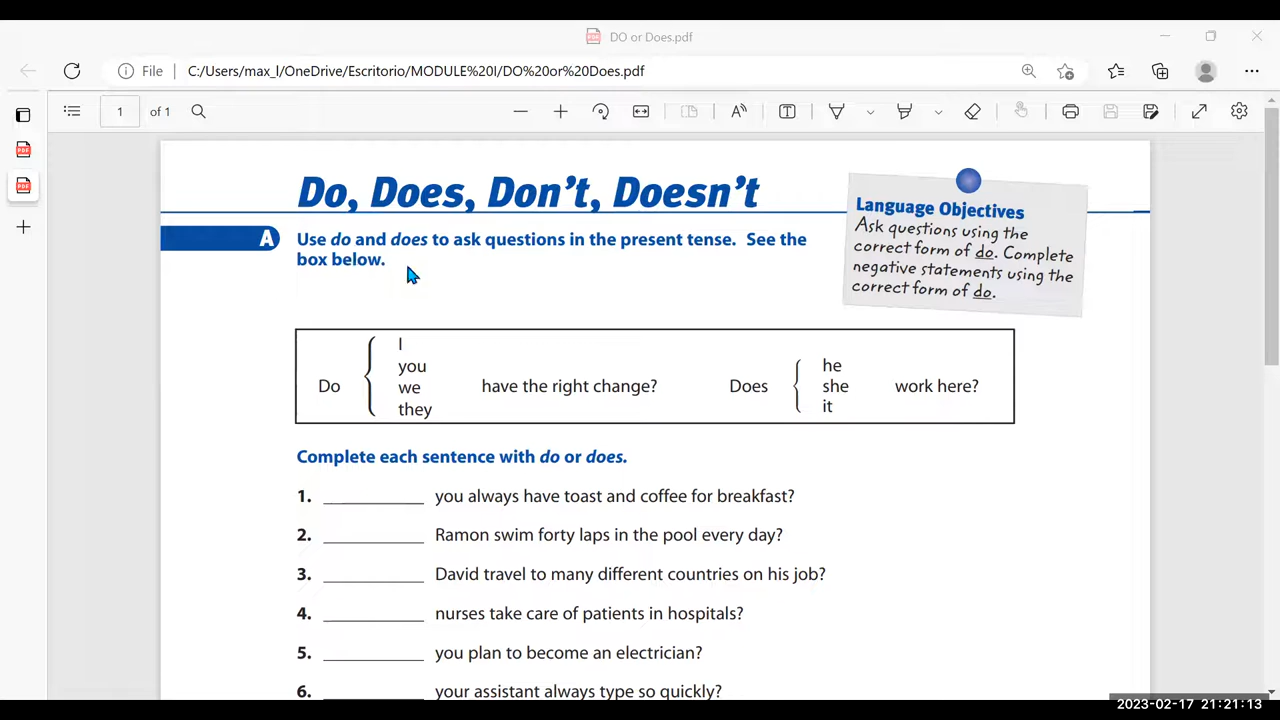 DO or Does.pdf
File C:/Users/max_l/OneDrive/Escritorio/MODULE%20I/DO%20or%20Does.pdf
1 of 1
Do, Does, Don't, Doesn't
A Use do and does to ask questions in the present tense. See the
box below.
Language Objectives
Ask questions using the
correct form of do. Complete
negative statements using the
correct form of do.
Do
I
you
we
they
have the right change?
Does
he
she
it
work here?
Complete each sentence with do or does.
1. ___________ you always have toast and coffee for breakfast?
2. ___________ Ramon swim forty laps in the pool every day?
3. ___________ David travel to many different countries on his job?
4. ___________ nurses take care of patients in hospitals?
5. ___________ you plan to become an electrician?
6. ___________ your assistant always type so quickly?
2023-02-17 21:21:13